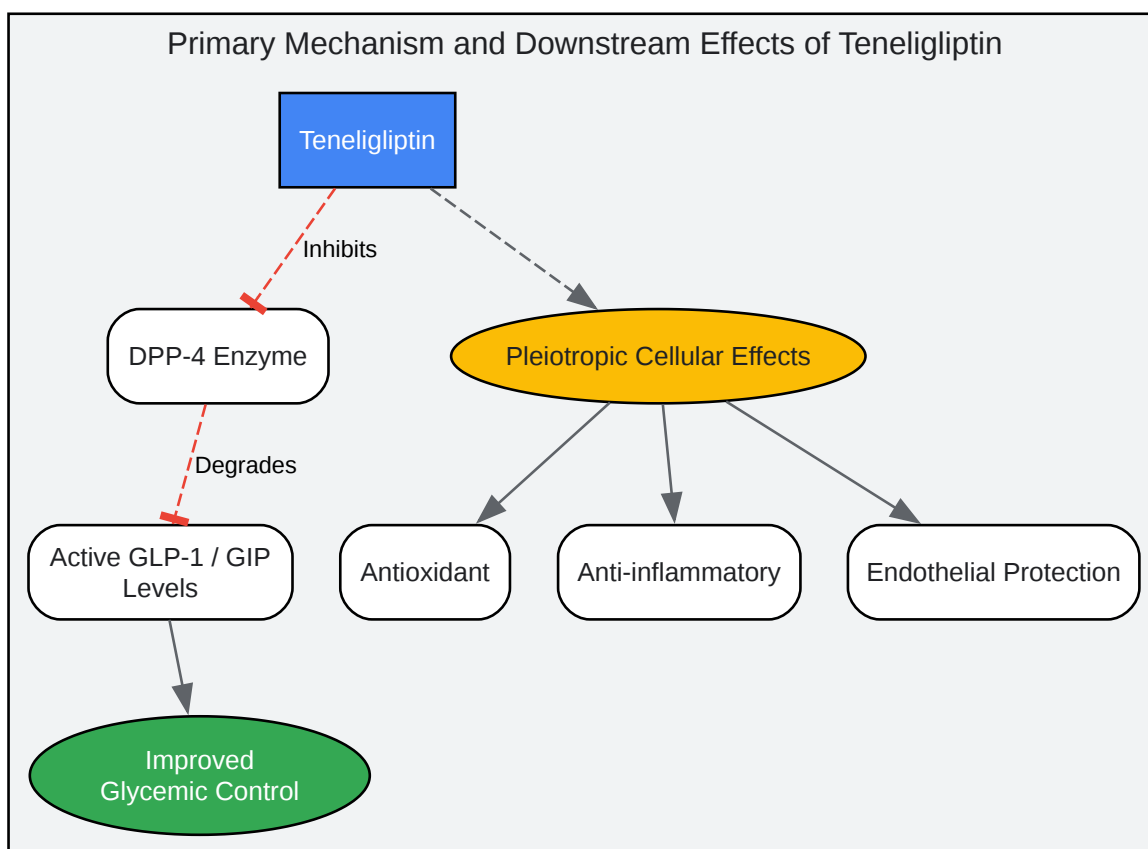 Primary Mechanism and Downstream Effects of Teneligliptin
Teneligliptin
Inhibits
DPP-4 Enzyme
Pleiotropic Cellular Effects
Degrades
Active GLP-1 / GIP
Levels
Antioxidant
Anti-inflammatory
Endothelial Protection
Improved
Glycemic Control